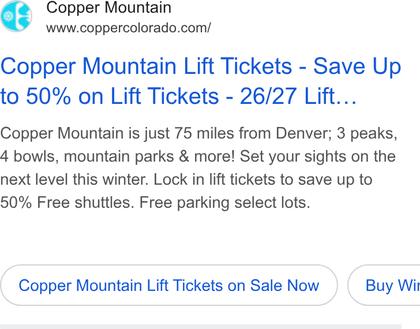 Copper Mountain
www.coppercolorado.com/
Copper Mountain Lift Tickets - Save Up
to 50% on Lift Tickets - 26/27 Lift…
Copper Mountain is just 75 miles from Denver; 3 peaks,
4 bowls, mountain parks & more! Set your sights on the
next level this winter. Lock in lift tickets to save up to
50% Free shuttles. Free parking select lots.
Copper Mountain Lift Tickets on Sale Now
Buy